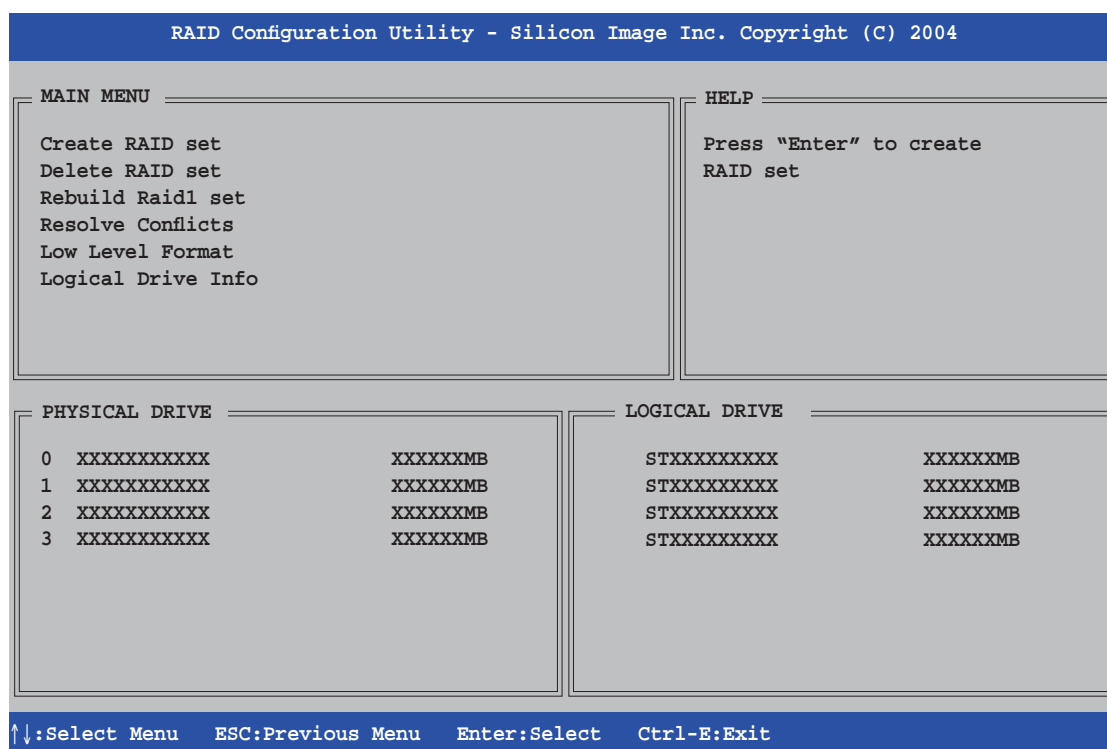 RAID Configuration Utility - Silicon Image Inc. Copyright (C) 2004
MAIN MENU
Create RAID set
Delete RAID set
Rebuild Raid1 set
Resolve Conflicts
Low Level Format
Logical Drive Info
HELP
Press “Enter” to create
RAID set
PHYSICAL DRIVE
0 XXXXXXXXXXX XXXXXXMB
1 XXXXXXXXXXX XXXXXXMB
2 XXXXXXXXXXX XXXXXXMB
3 XXXXXXXXXXX XXXXXXMB
LOGICAL DRIVE
STXXXXXXXXX XXXXXXMB
STXXXXXXXXX XXXXXXMB
STXXXXXXXXX XXXXXXMB
STXXXXXXXXX XXXXXXMB
↑↓:Select Menu ESC:Previous Menu Enter:Select Ctrl-E:Exit